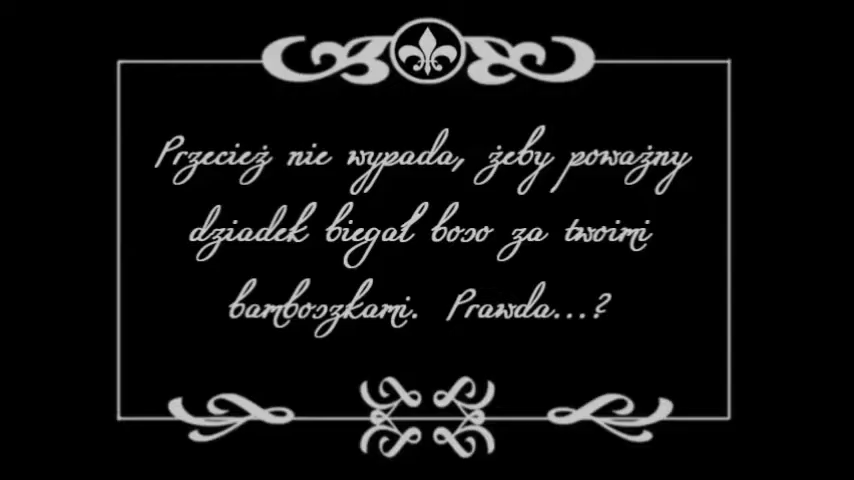 Przecież nie wypada, żeby poważny
dziadek biegał boso za twoimi
bamboszkami. Prawda...?